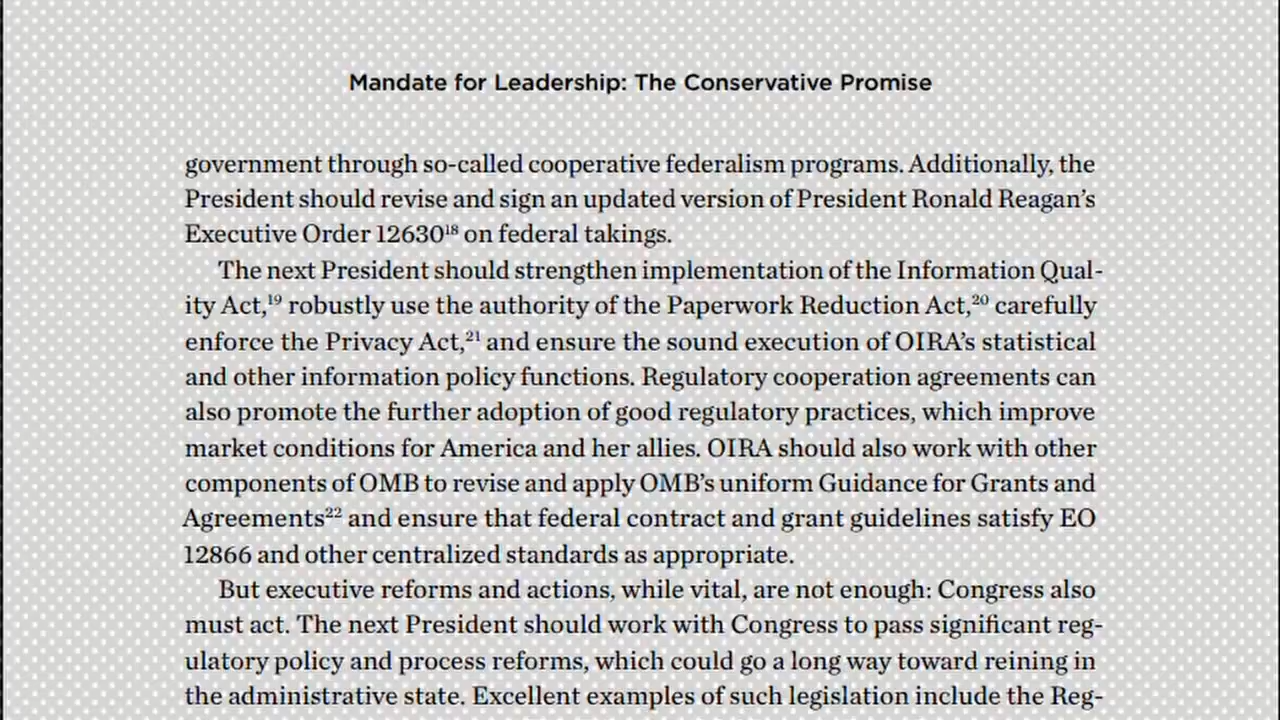 Mandate for Leadership: The Conservative Promise
government through so-called cooperative federalism programs. Additionally, the
President should revise and sign an updated version of President Ronald Reagan’s
Executive Order 12630¹⁸ on federal takings.
The next President should strengthen implementation of the Information Qual-
ity Act,¹⁹ robustly use the authority of the Paperwork Reduction Act,²⁰ carefully
enforce the Privacy Act,²¹ and ensure the sound execution of OIRA’s statistical
and other information policy functions. Regulatory cooperation agreements can
also promote the further adoption of good regulatory practices, which improve
market conditions for America and her allies. OIRA should also work with other
components of OMB to revise and apply OMB’s uniform Guidance for Grants and
Agreements²² and ensure that federal contract and grant guidelines satisfy EO
12866 and other centralized standards as appropriate.
But executive reforms and actions, while vital, are not enough: Congress also
must act. The next President should work with Congress to pass significant reg-
ulatory policy and process reforms, which could go a long way toward reining in
the administrative state. Excellent examples of such legislation include the Reg-